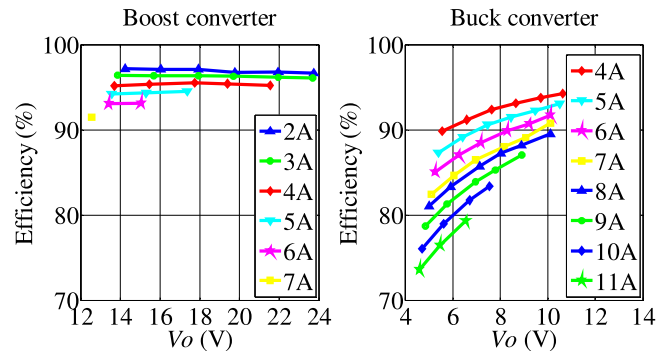 Boost converter
100
90
80
70
Efficiency (%)
12 14 16 18 20 22 24
Vo (V)
2A
3A
4A
5A
6A
7A
Buck converter
100
90
80
70
Efficiency (%)
4 6 8 10 12 14
Vo (V)
4A
5A
6A
7A
8A
9A
10A
11A